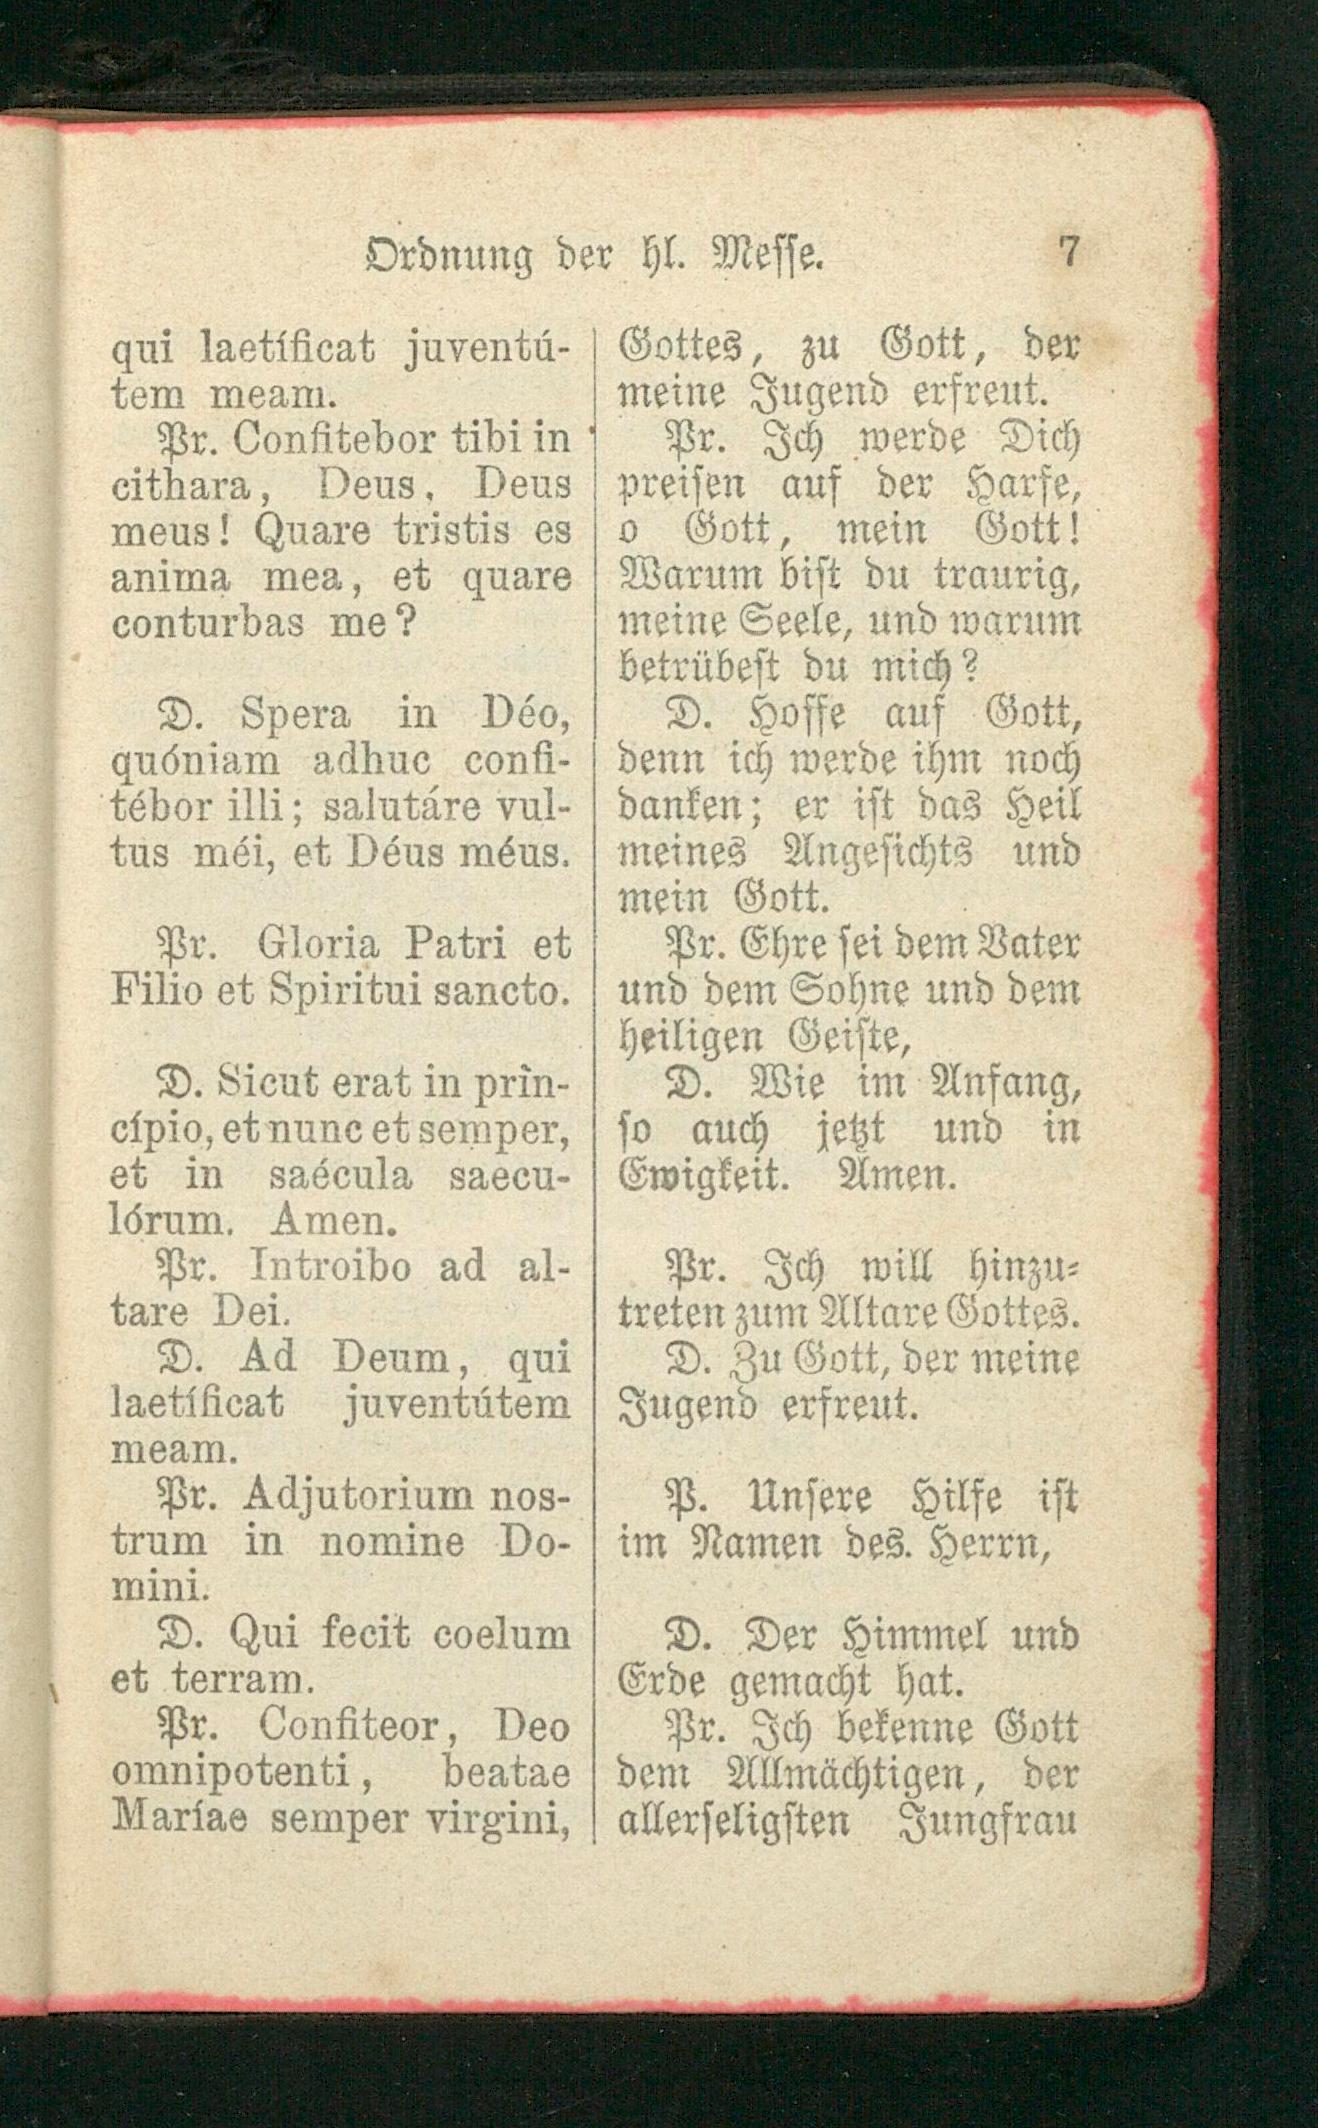 Ordnung der hl. Messe. 7
qui laetíficat juventú-
tem meam.
Pr. Confitebor tibi in
cithara, Deus, Deus
meus! Quare tristis es
anima mea, et quare
conturbas me?
D. Spera in Déo,
quóniam adhuc confi-
tébor illi; salutáre vul-
tus méi, et Déus méus.
Pr. Gloria Patri et
Filio et Spiritui sancto.
D. Sicut erat in prin-
cípio, et nunc et semper,
et in saécula saecu-
lórum. Amen.
Pr. Introibo ad al-
tare Dei.
D. Ad Deum, qui
laetíficat juventútem
meam.
Pr. Adjutorium nos-
trum in nomine Do-
mini.
D. Qui fecit coelum
et terram.
Pr. Confiteor, Deo
omnipotenti, beatae
Maríae semper virgini,
Gottes, zu Gott, der
meine Jugend erfreut.
Pr. Ich werde Dich
preisen auf der Harfe,
o Gott, mein Gott!
Warum bist du traurig,
meine Seele, und warum
betrübest du mich?
D. Hoffe auf Gott,
denn ich werde ihm noch
danken; er ist das Heil
meines Angesichts und
mein Gott.
Pr. Ehre sei dem Vater
und dem Sohne und dem
heiligen Geiste,
D. Wie im Anfang,
so auch jetzt und in
Ewigkeit. Amen.
Pr. Ich will hinzu-
treten zum Altare Gottes.
D. Zu Gott, der meine
Jugend erfreut.
P. Unsere Hilfe ist
im Namen des. Herrn,
D. Der Himmel und
Erde gemacht hat.
Pr. Ich bekenne Gott
dem Allmächtigen, der
allerseligsten Jungfrau